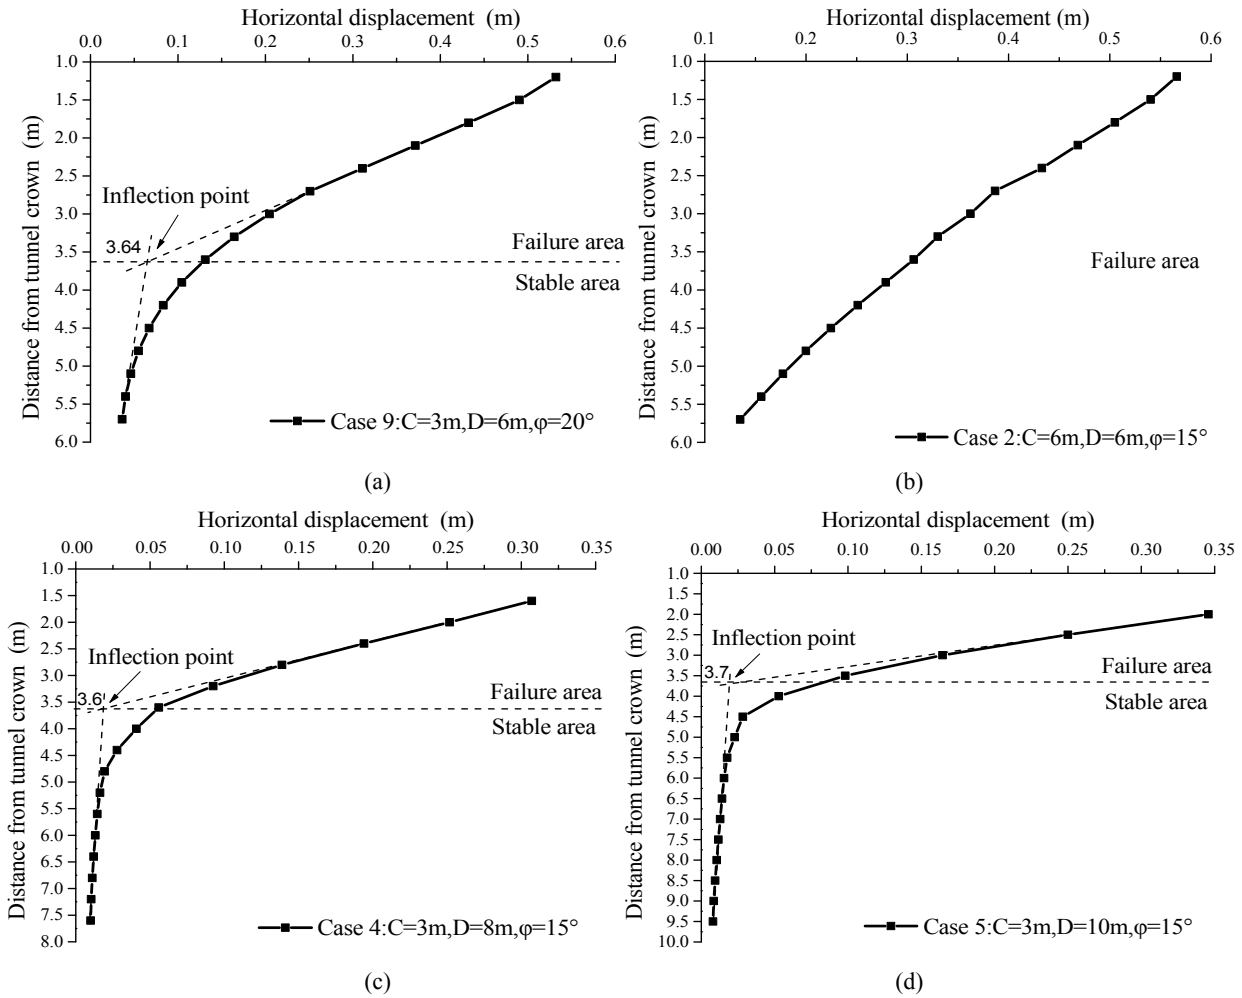 Horizontal displacement (m)
0.0 0.1 0.2 0.3 0.4 0.5 0.6
Distance from tunnel crown (m)
1.0
1.5
2.0
2.5
3.0
3.5
4.0
4.5
5.0
5.5
6.0
Inflection point
3.64
Failure area
Stable area
Case 9:C=3m,D=6m,φ=20°
(a)
Horizontal displacement (m)
0.1 0.2 0.3 0.4 0.5 0.6
Distance from tunnel crown (m)
1.0
1.5
2.0
2.5
3.0
3.5
4.0
4.5
5.0
5.5
6.0
Failure area
Case 2:C=6m,D=6m,φ=15°
(b)
Horizontal displacement (m)
0.00 0.05 0.10 0.15 0.20 0.25 0.30 0.35
Distance from tunnel crown (m)
1.0
1.5
2.0
2.5
3.0
3.5
4.0
4.5
5.0
5.5
6.0
6.5
7.0
7.5
8.0
Inflection point
3.6
Failure area
Stable area
Case 4:C=3m,D=8m,φ=15°
(c)
Horizontal displacement (m)
0.00 0.05 0.10 0.15 0.20 0.25 0.30 0.35
Distance from tunnel crown (m)
1.0
1.5
2.0
2.5
3.0
3.5
4.0
4.5
5.0
5.5
6.0
6.5
7.0
7.5
8.0
8.5
9.0
9.5
10.0
Inflection point
3.7
Failure area
Stable area
Case 5:C=3m,D=10m,φ=15°
(d)